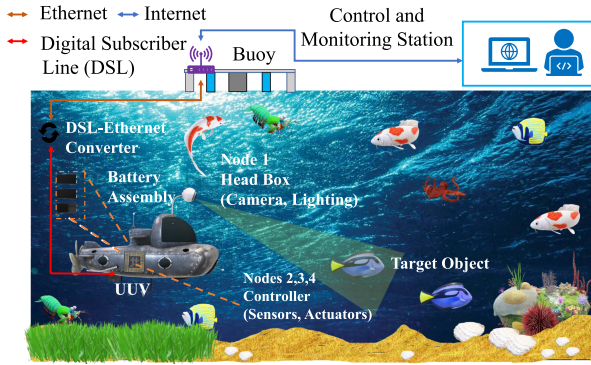 Ethernet
Internet
Digital Subscriber
Line (DSL)
Buoy
Control and
Monitoring Station
</>
DSL-Ethernet
Converter
Battery
Assembly
Node 1
Head Box
(Camera, Lighting)
Target Object
UUV
Nodes 2,3,4
Controller
(Sensors, Actuators)